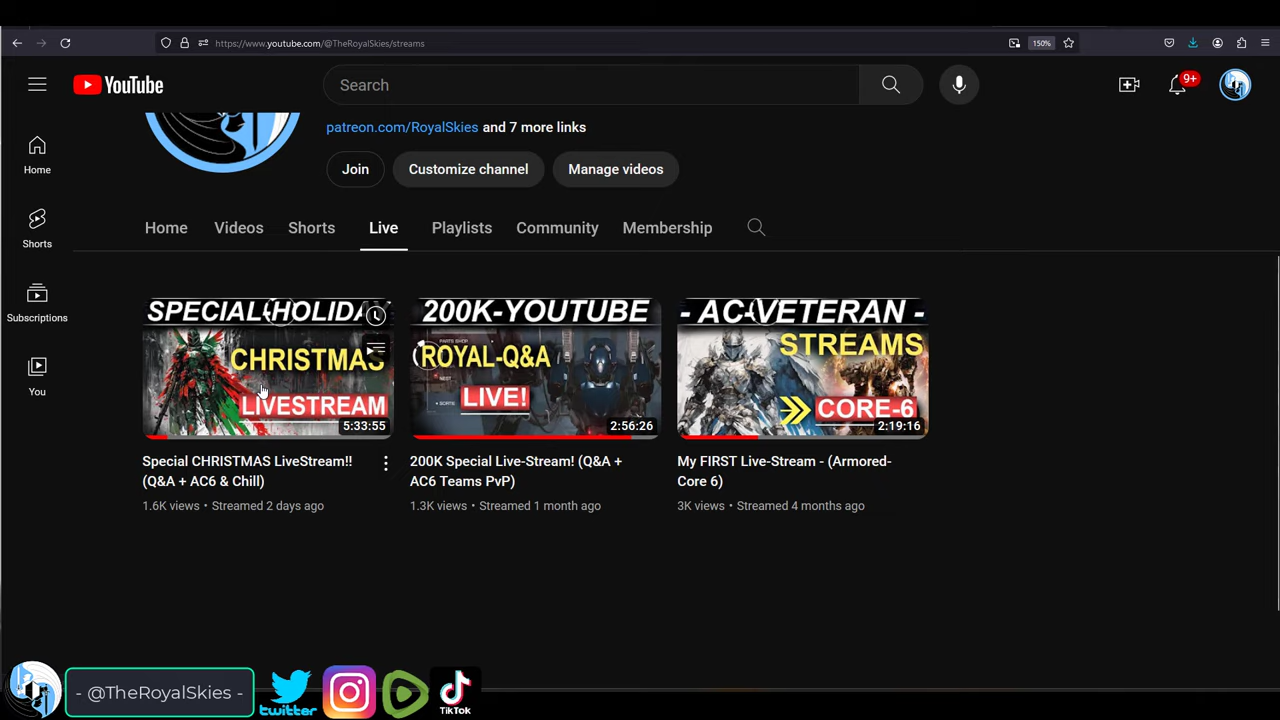 https://www.youtube.com/@TheRoyalSkies/streams
150%
YouTube
Search
9+
patreon.com/RoyalSkies and 7 more links
Join
Customize channel
Manage videos
Home
Shorts
Subscriptions
You
Home
Videos
Shorts
Live
Playlists
Community
Membership
SPECIAL-HOLIDA
CHRISTMAS
LIVESTREAM
5:33:55
Special CHRISTMAS LiveStream!!
(Q&A + AC6 & Chill)
1.6K views • Streamed 2 days ago
200K-YOUTUBE
ROYAL-Q&A
LIVE!
2:56:26
200K Special Live-Stream! (Q&A +
AC6 Teams PvP)
1.3K views • Streamed 1 month ago
- AC-VETERAN -
STREAMS
CORE-6
2:19:16
My FIRST Live-Stream - (Armored-
Core 6)
3K views • Streamed 4 months ago
- @TheRoyalSkies -
twitter
TikTok